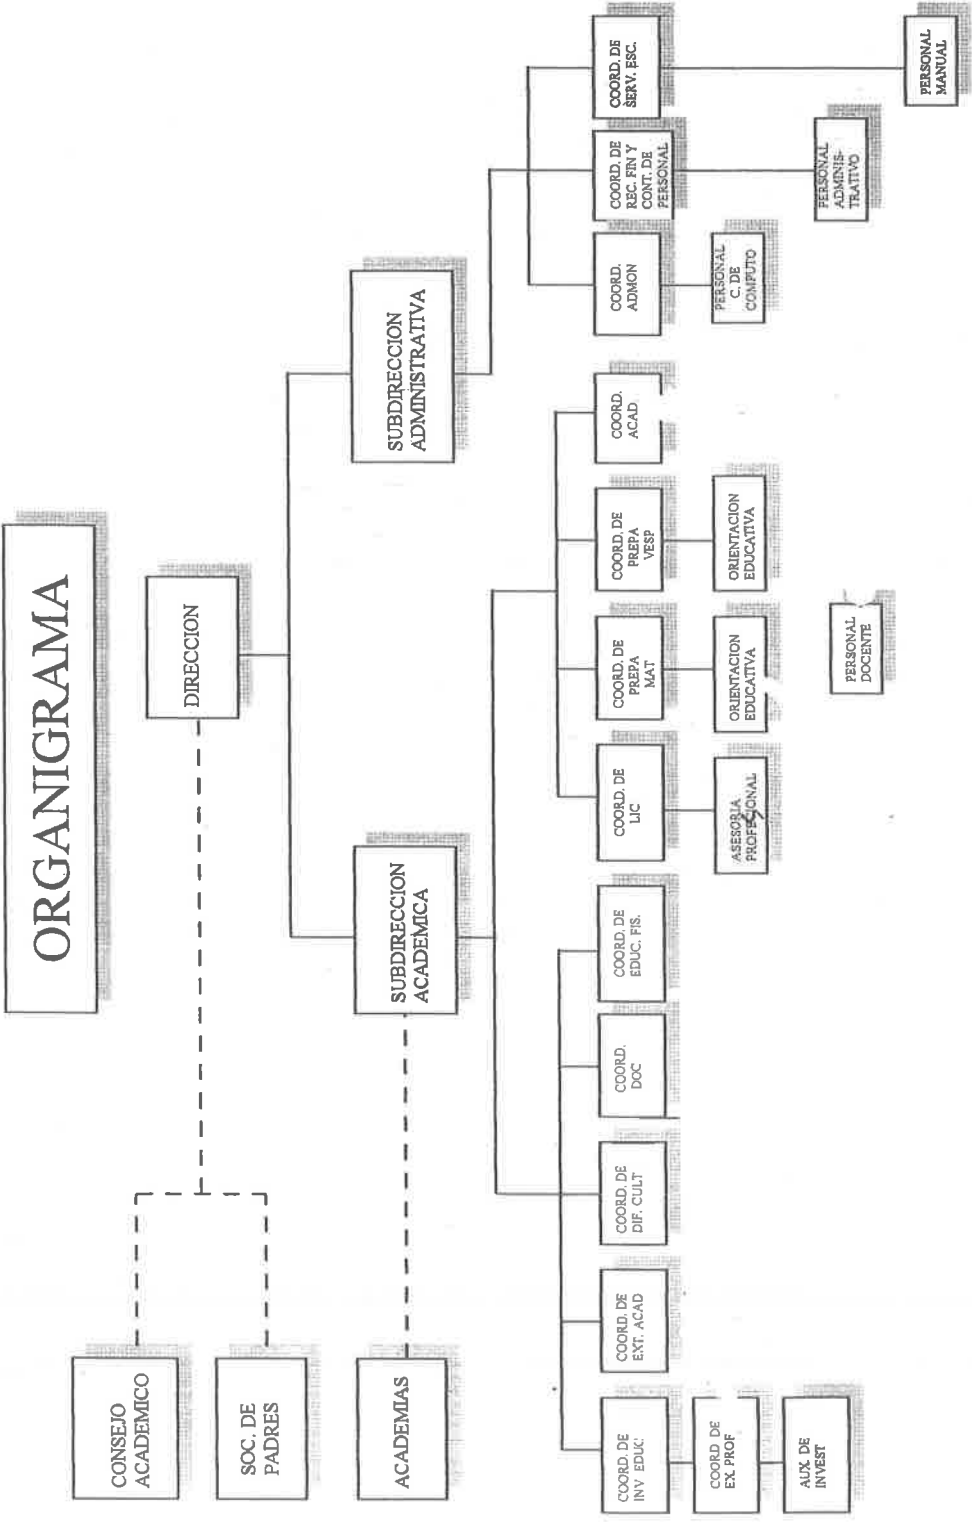 ORGANIGRAMA
DIRECCION
CONSEJO
ACADEMICO
SOC. DE
PADRES
ACADEMIAS
SUBDIRECCION
ACADEMICA
SUBDIRECCION
ADMINISTRATIVA
COORD. DE
INV EDUC.
COORD. DE
EXT. ACAD
COORD. DE
DIF. CULT
COORD.
DOC
COORD. DE
EDUC. FIS.
COORD. DE
LIC
COORD. DE
PREPA
MAT
COORD. DE
PREPA
VESP
COORD.
ACAD
COORD.
ADMON
COORD. DE
REC. FIN Y
CONT. DE
PERSONAL
COORD. DE
SERV. ESC.
COORD DE
EX. PROF
ASESORIA
PROFESIONAL
ORIENTACION
EDUCATIVA
ORIENTACION
EDUCATIVA
PERSONAL
C. DE
COMPUTO
AUX. DE
INVEST
PERSONAL
DOCENTE
PERSONAL
ADMINIS-
TRATIVO
PERSONAL
MANUAL